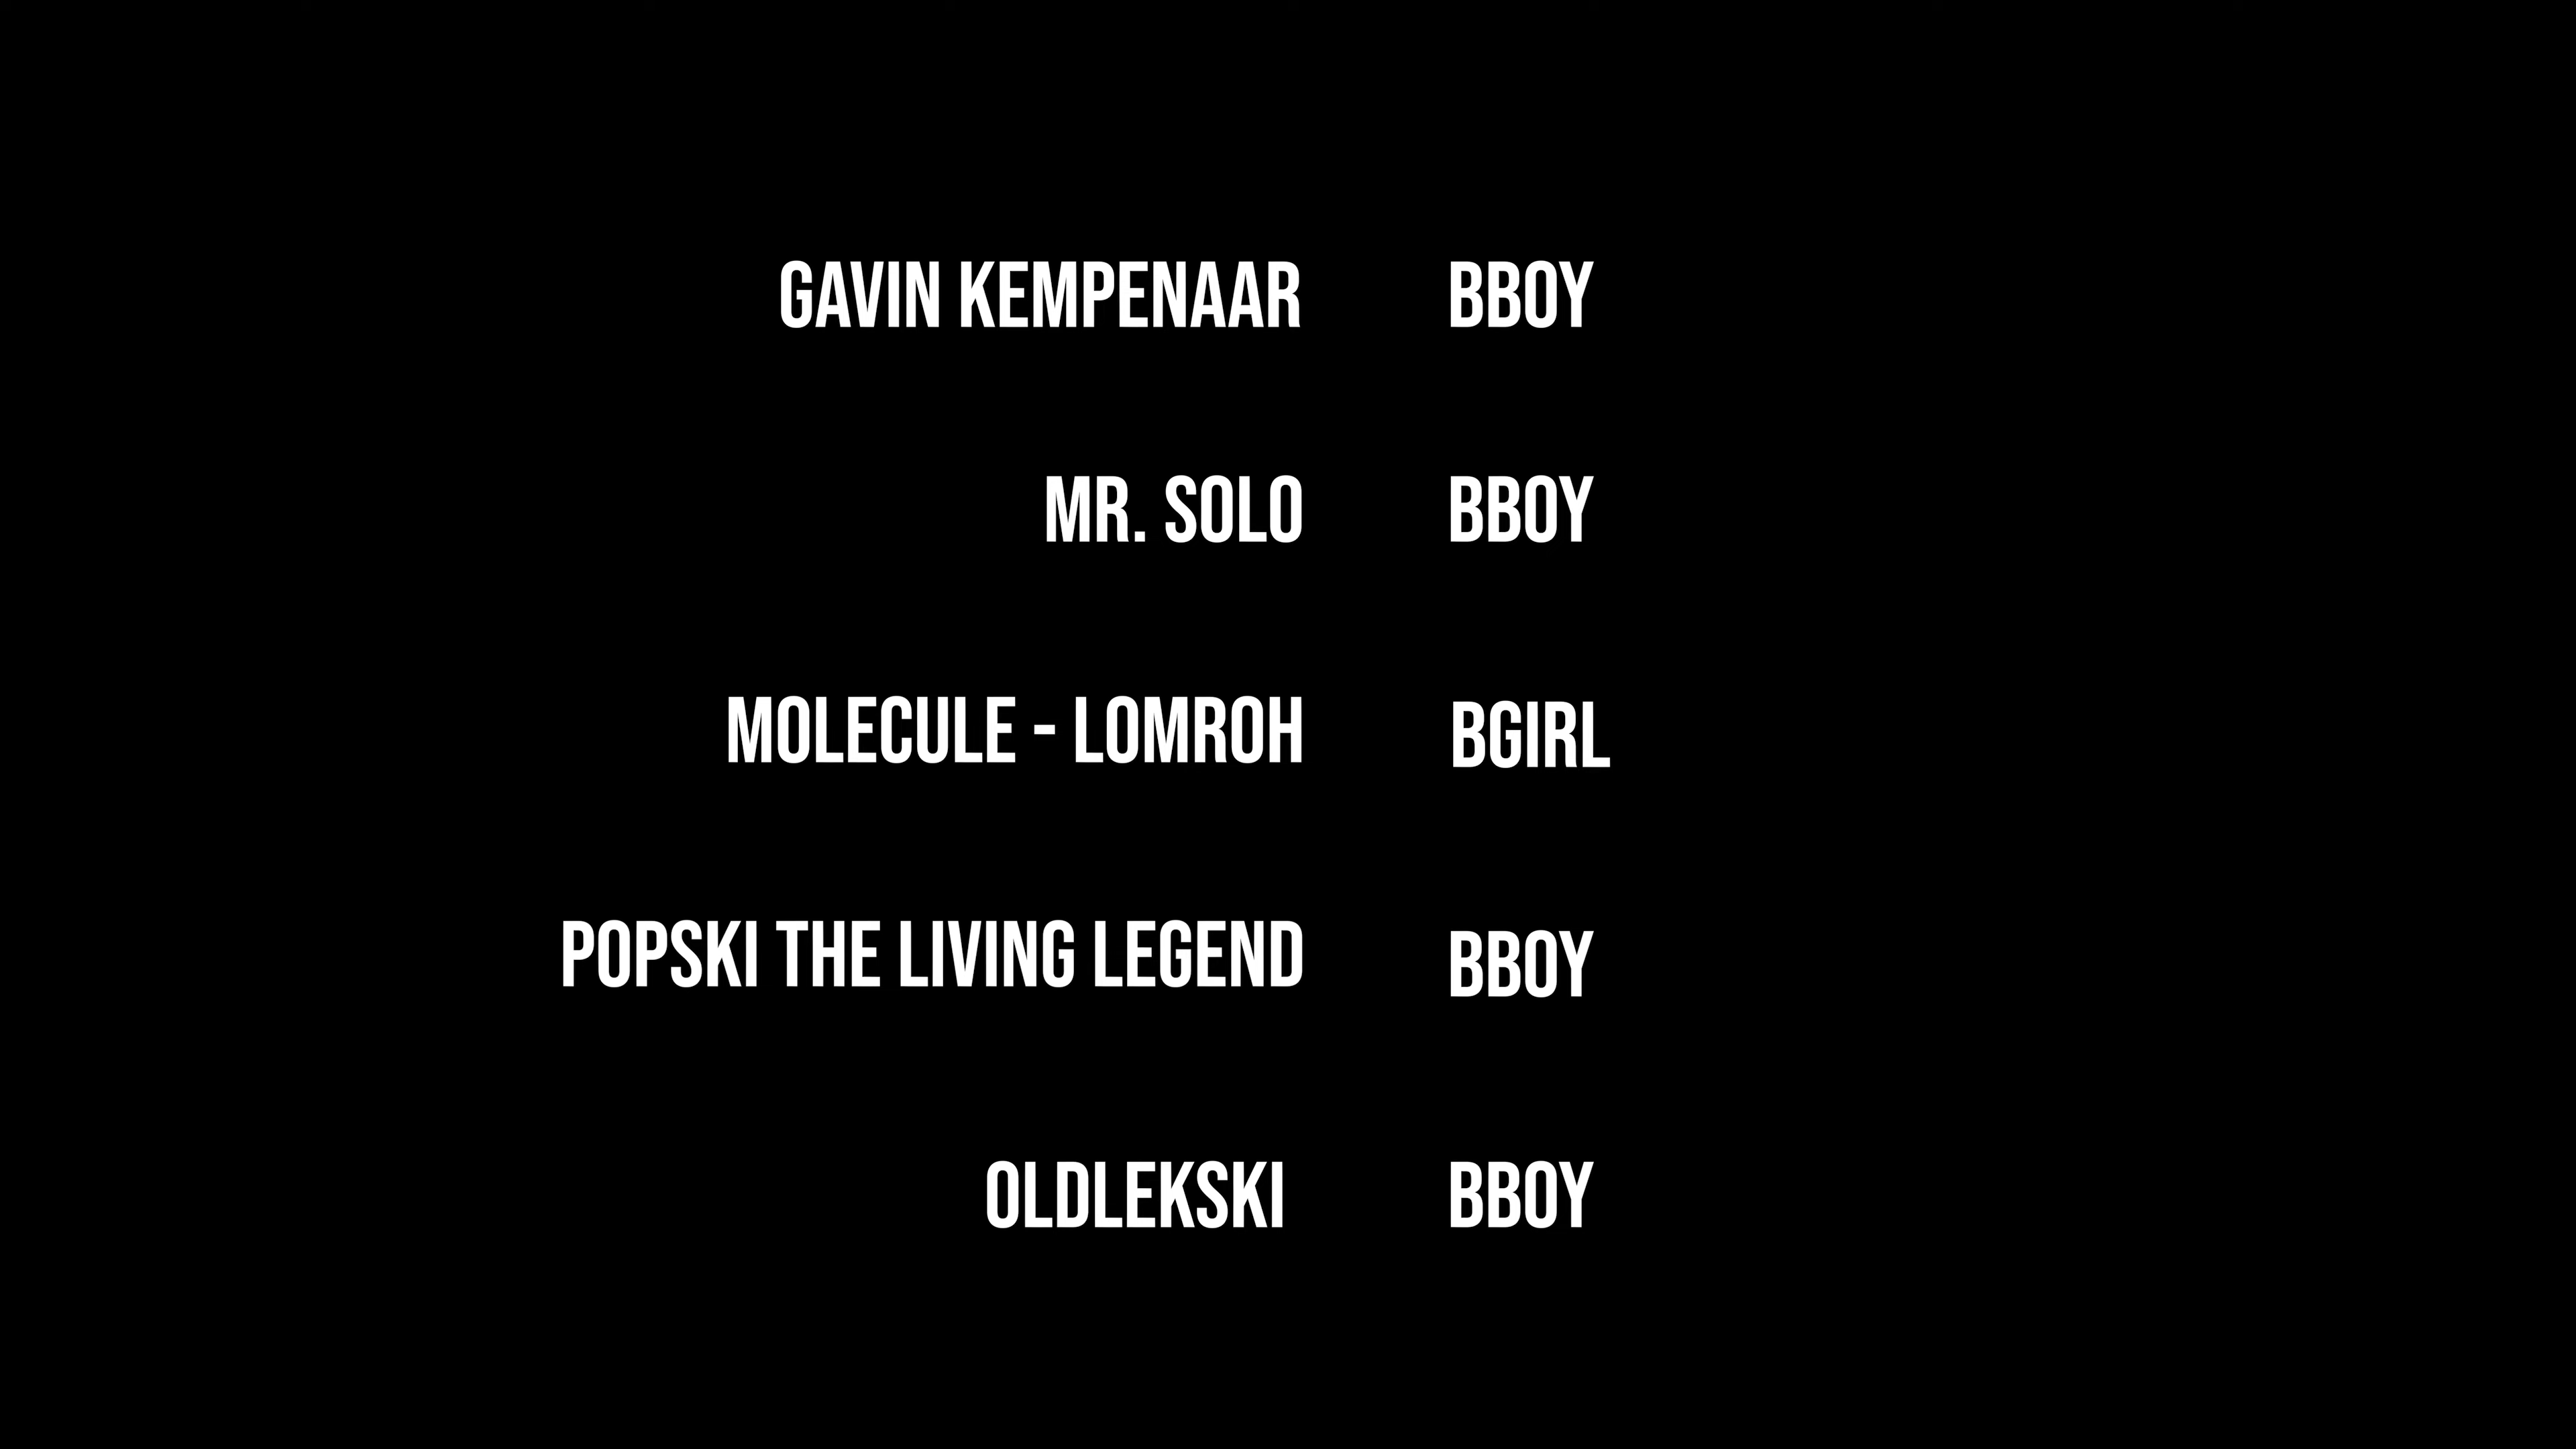 GAVIN KEMPENAAR BBOY
MR. SOLO BBOY
MOLECULE - LOMROH BGIRL
POPSKI THE LIVING LEGEND BBOY
OLDLEKSKI BBOY